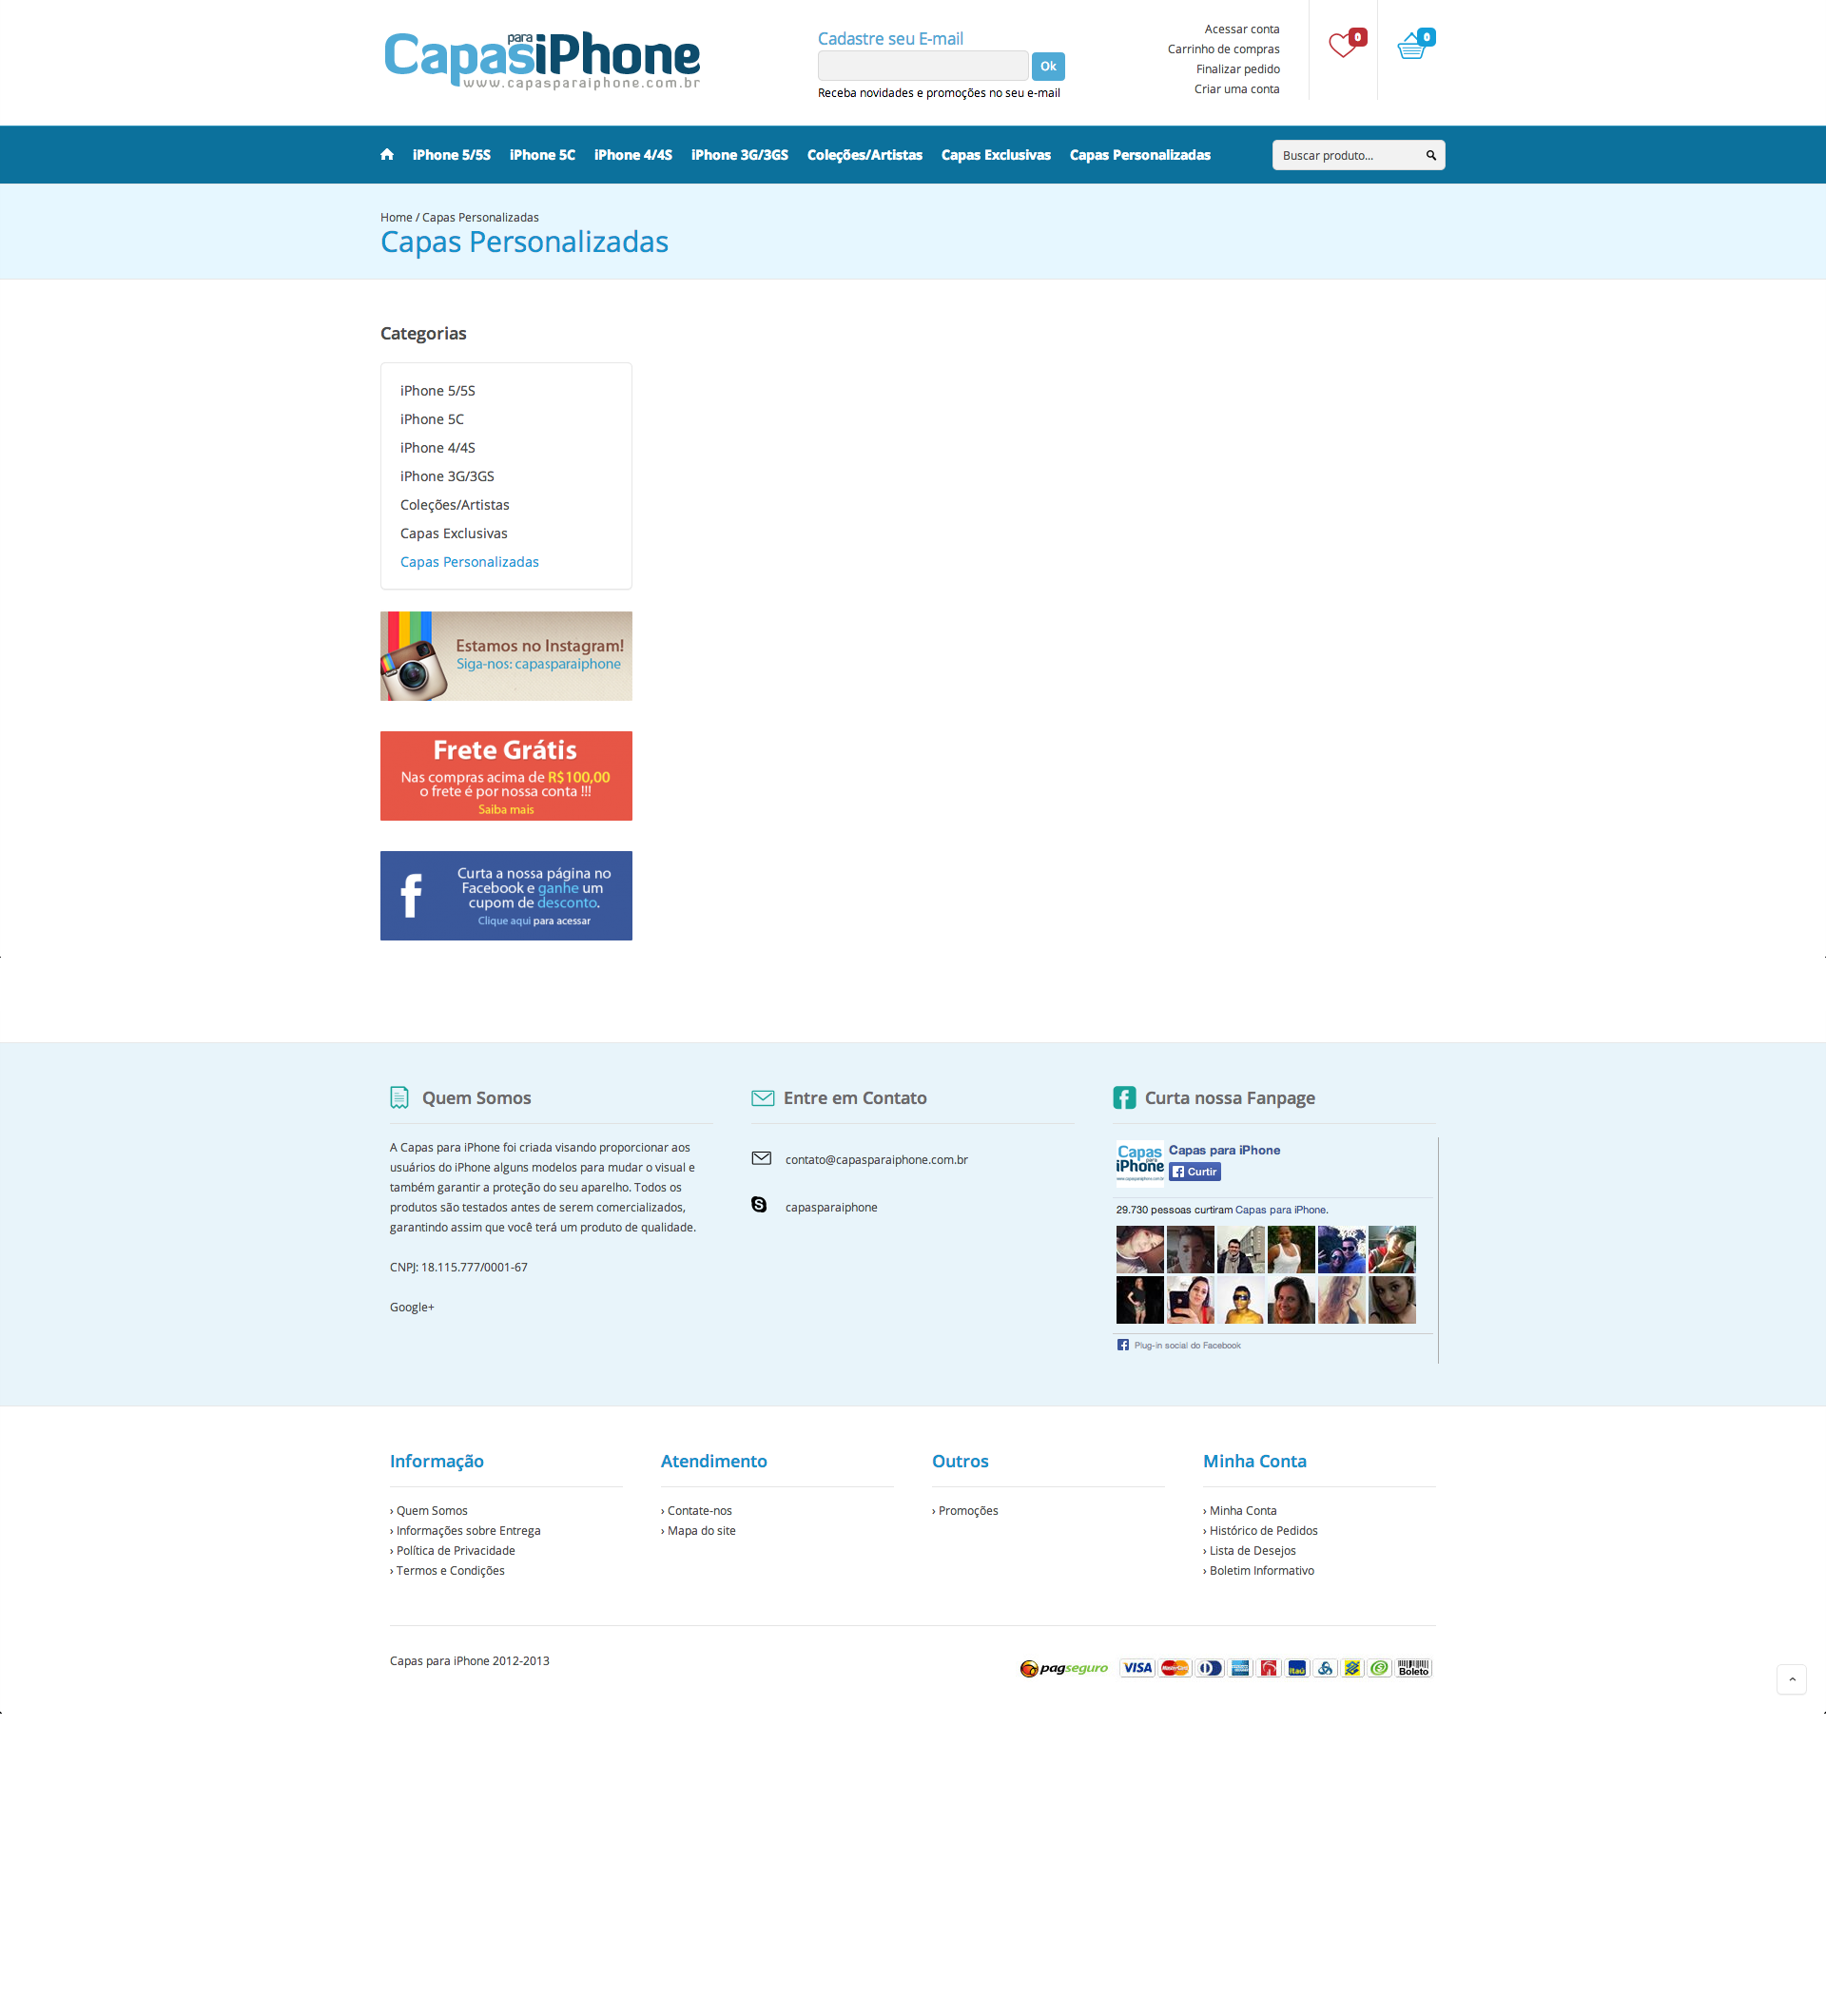 Capas para iPhone
www.capasparaiphone.com.br
Cadastre seu E-mail
Ok
Receba novidades e promoções no seu e-mail
Acessar conta
Carrinho de compras
Finalizar pedido
Criar uma conta
0
0
iPhone 5/5S iPhone 5C iPhone 4/4S iPhone 3G/3GS Coleções/Artistas Capas Exclusivas Capas Personalizadas
Buscar produto...
Home / Capas Personalizadas
Capas Personalizadas
Categorias
iPhone 5/5S
iPhone 5C
iPhone 4/4S
iPhone 3G/3GS
Coleções/Artistas
Capas Exclusivas
Capas Personalizadas
Estamos no Instagram!
Siga-nos: capasparaiphone
Frete Grátis
Nas compras acima de R$100,00
o frete é por nossa conta !!!
Saiba mais
Curta a nossa página no
Facebook e ganhe um
cupom de desconto.
Clique aqui para acessar
Quem Somos
A Capas para iPhone foi criada visando proporcionar aos
usuários do iPhone alguns modelos para mudar o visual e
também garantir a proteção do seu aparelho. Todos os
produtos são testados antes de serem comercializados,
garantindo assim que você terá um produto de qualidade.
CNPJ: 18.115.777/0001-67
Google+
Entre em Contato
contato@capasparaiphone.com.br
capasparaiphone
Curta nossa Fanpage
Capas para iPhone
www.capasparaiphone.com.br
Capas para iPhone
Curtir
29.730 pessoas curtiram Capas para iPhone.
Plug-in social do Facebook
Informação
› Quem Somos
› Informações sobre Entrega
› Política de Privacidade
› Termos e Condições
Atendimento
› Contate-nos
› Mapa do site
Outros
› Promoções
Minha Conta
› Minha Conta
› Histórico de Pedidos
› Lista de Desejos
› Boletim Informativo
Capas para iPhone 2012-2013
pagseguro VISA MasterCard itaú Boleto